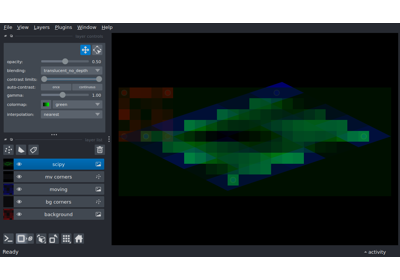 File View Layers Plugins Window Help
opacity: 0.50
blending: translucent_no_depth
contrast limits:
auto-contrast: once continuous
gamma: 1.00
colormap: green
interpolation: nearest
scipy
mv corners
moving
bg corners
background
Ready
activity